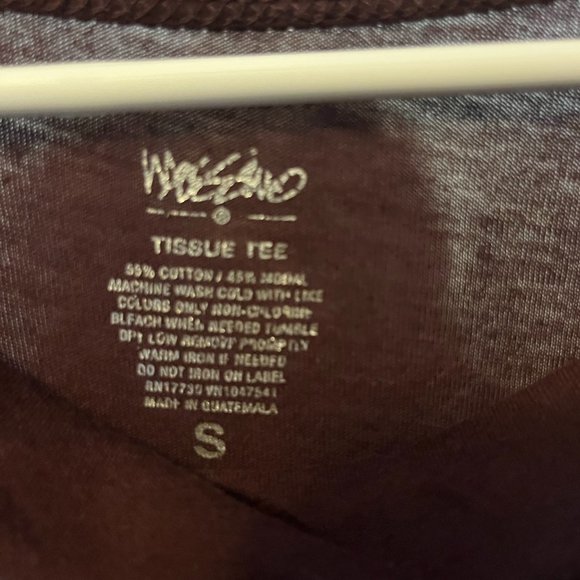 MOSSIMO
TISSUE TEE
55% COTTON / 45% MODAL
MACHINE WASH COLD WITH LIKE
COLORS ONLY NON-CHLORINE
BLEACH WHEN NEEDED TUMBLE
DRY LOW REMOVE PROMPTLY
WARM IRON IF NEEDED
DO NOT IRON ON LABEL
RN17730 VN1047541
MADE IN GUATEMALA
S